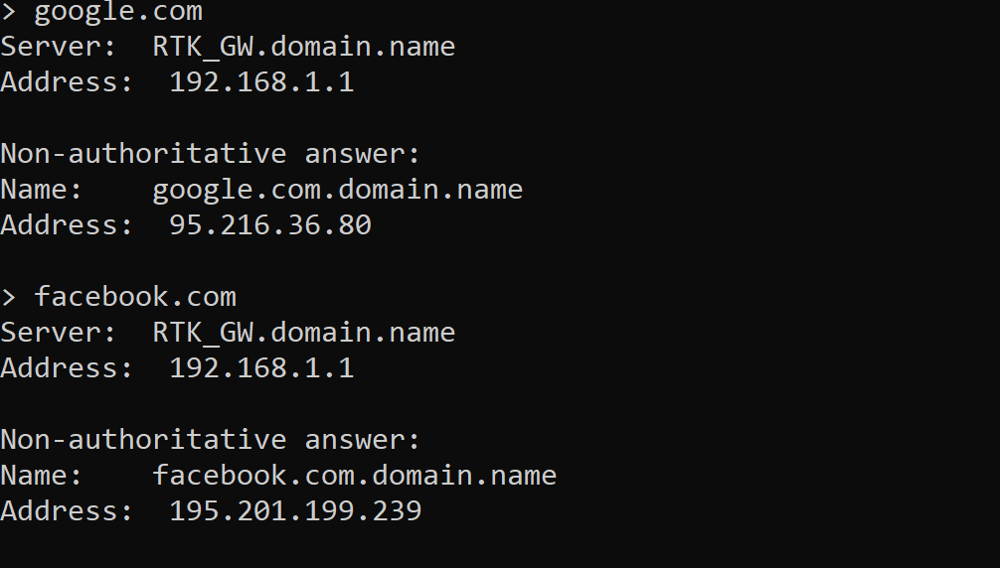 > google.com
Server:  RTK_GW.domain.name
Address:  192.168.1.1
Non-authoritative answer:
Name:    google.com.domain.name
Address:  95.216.36.80
> facebook.com
Server:  RTK_GW.domain.name
Address:  192.168.1.1
Non-authoritative answer:
Name:    facebook.com.domain.name
Address:  195.201.199.239